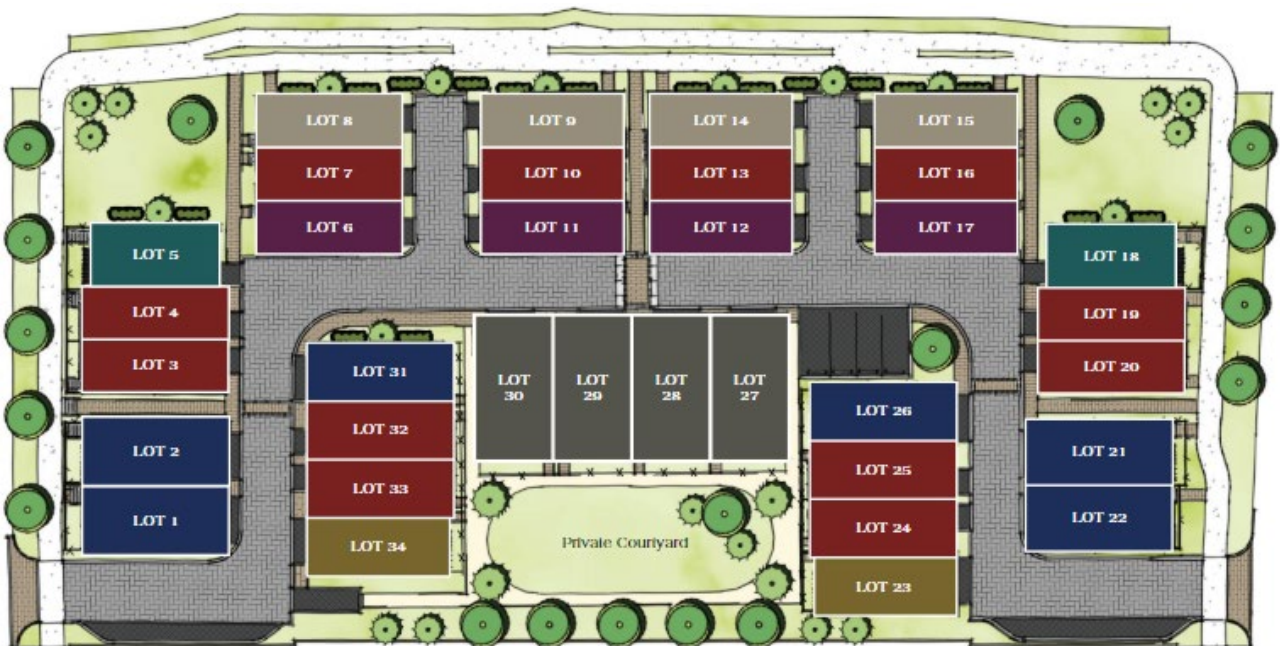 LOT 8
LOT 9
LOT 14
LOT 15
LOT 7
LOT 10
LOT 13
LOT 16
LOT 6
LOT 11
LOT 12
LOT 17
LOT 5
LOT 18
LOT 4
LOT 19
LOT 3
LOT 20
LOT 31
LOT
30
LOT
29
LOT
28
LOT
27
LOT 26
LOT 2
LOT 32
LOT 25
LOT 21
LOT 1
LOT 33
LOT 24
LOT 22
LOT 34
Private Couryard
LOT 23